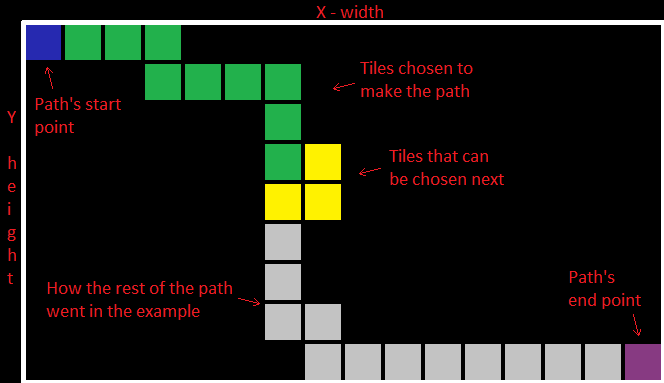 X - width
Tiles chosen to
make the path
Path's start
point
Y height
Tiles that can
be chosen next
How the rest of the path
went in the example
Path's
end point